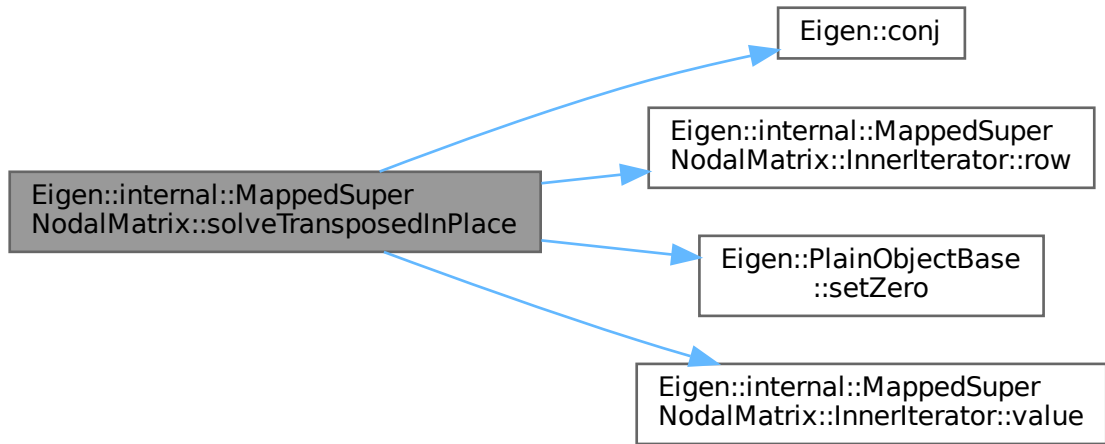 Eigen::internal::MappedSuper
NodalMatrix::solveTransposedInPlace
Eigen::conj
Eigen::internal::MappedSuper
NodalMatrix::InnerIterator::row
Eigen::PlainObjectBase
::setZero
Eigen::internal::MappedSuper
NodalMatrix::InnerIterator::value